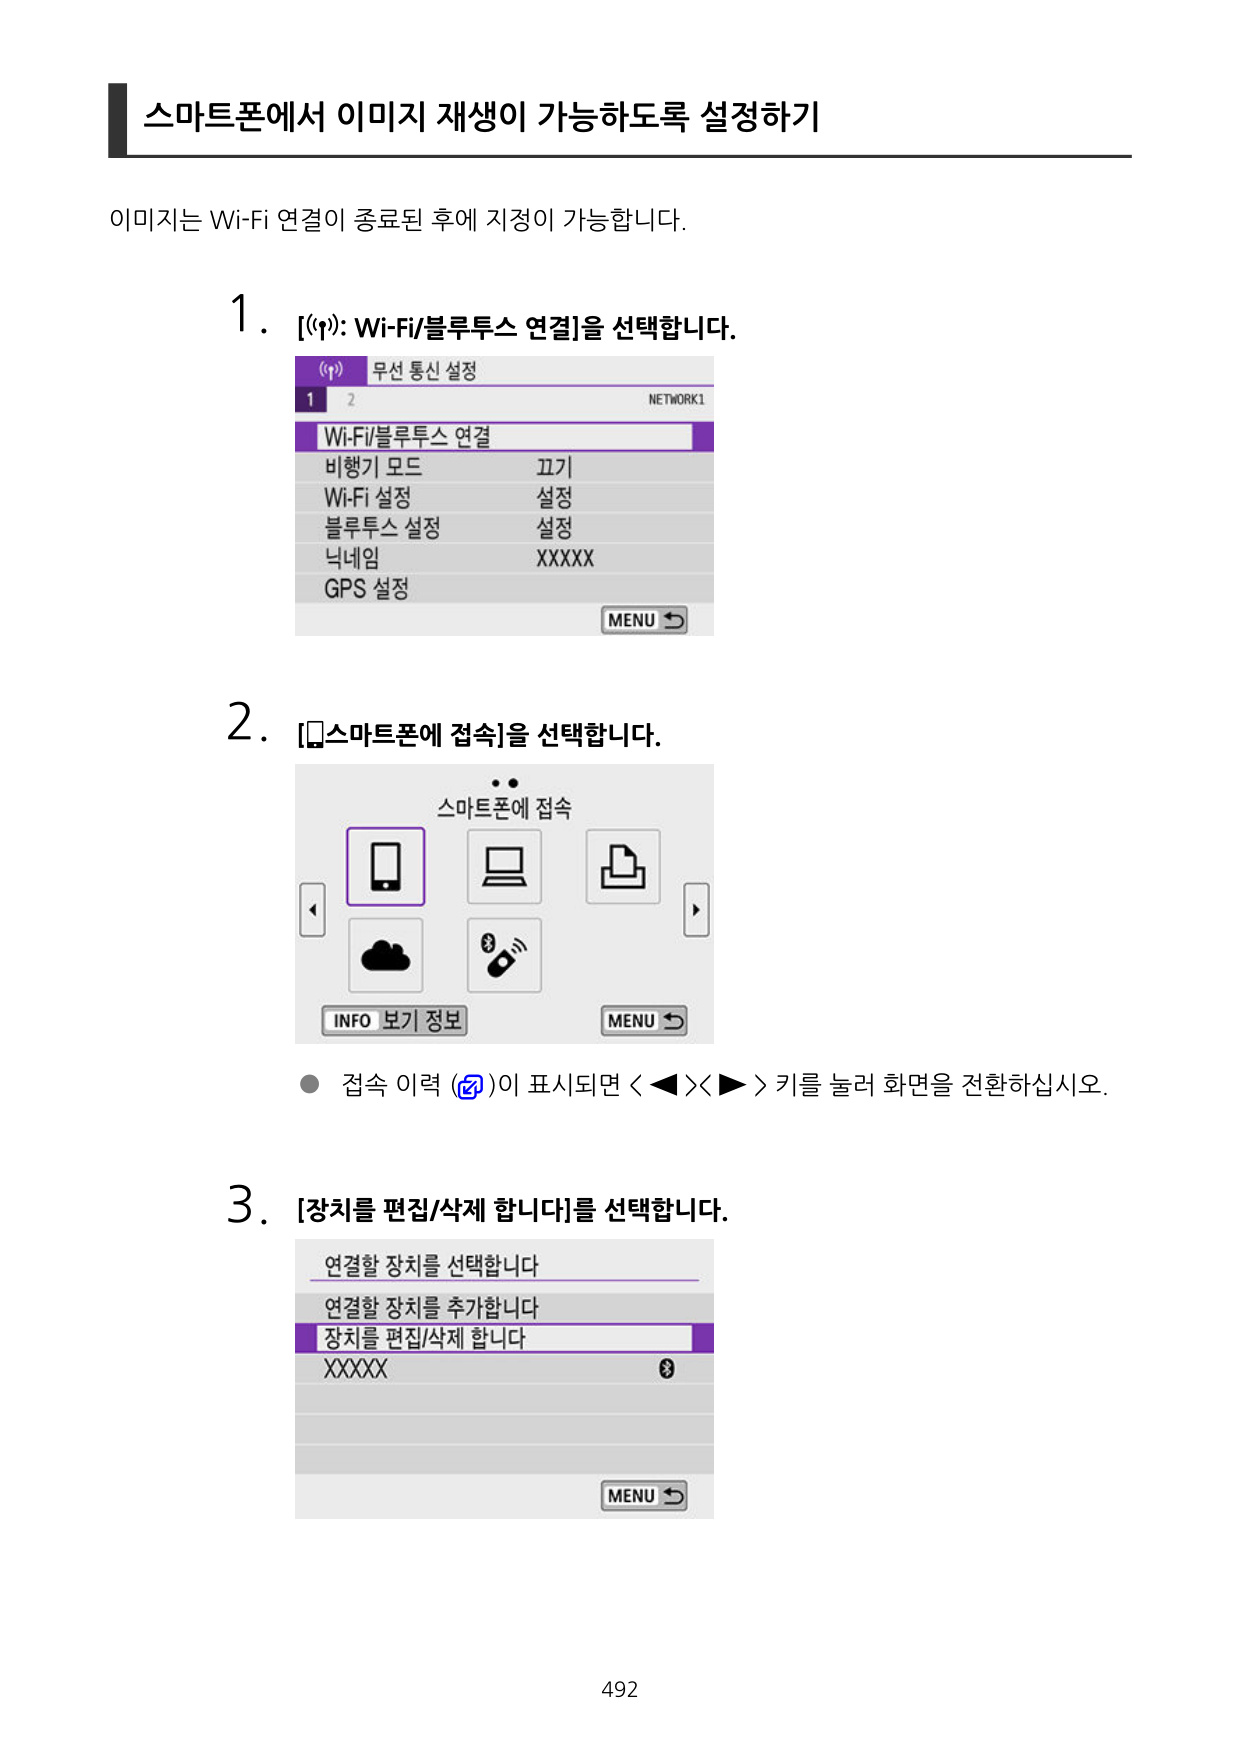 스마트폰에서 이미지 재생이 가능하도록 설정하기
이미지는 Wi-Fi 연결이 종료된 후에 지정이 가능합니다.
1. [: Wi-Fi/블루투스 연결]을 선택합니다.
무선 통신 설정
1 2 NETWORK1
Wi-Fi/블루투스 연결
비행기 모드 끄기
Wi-Fi 설정 설정
블루투스 설정 설정
닉네임 XXXXX
GPS 설정
MENU
2. [스마트폰에 접속]을 선택합니다.
스마트폰에 접속
INFO 보기 정보 MENU
● 접속 이력 ()이 표시되면 < ◀ >< ▶ > 키를 눌러 화면을 전환하십시오.
3. [장치를 편집/삭제 합니다]를 선택합니다.
연결할 장치를 선택합니다
연결할 장치를 추가합니다
장치를 편집/삭제 합니다
XXXXX
MENU
492